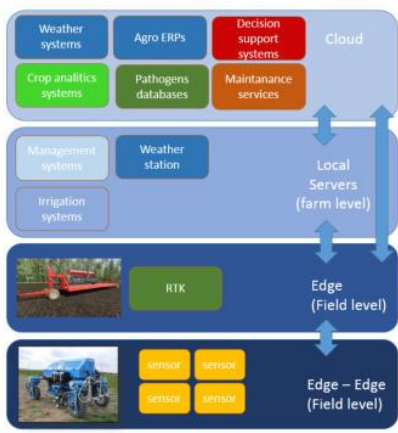 Weather
systems
Agro ERPs
Decision
support
systems
Cloud
Crop analitics
systems
Pathogens
databases
Maintanance
services
Management
systems
Weather
station
Local
Servers
(farm level)
Irrigation
systems
RTK
Edge
(Field level)
sensor
sensor
sensor
sensor
Edge – Edge
(Field level)